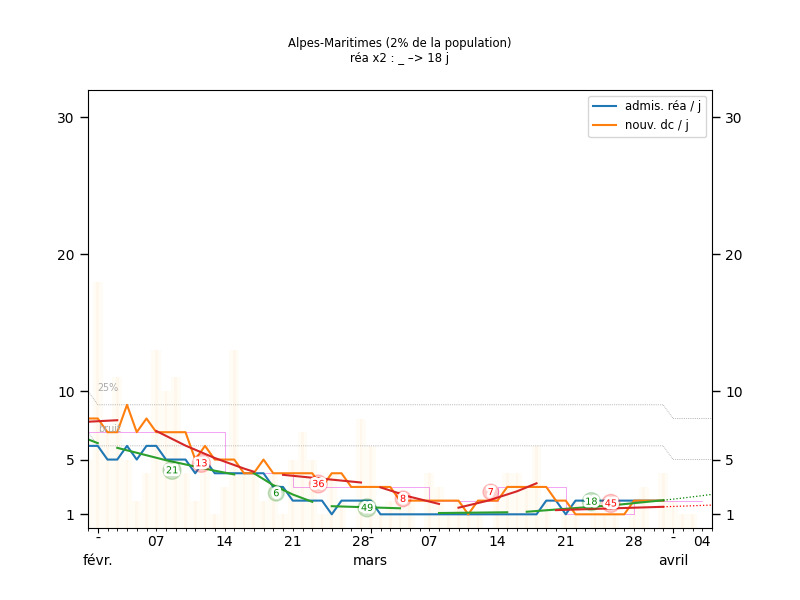 Alpes-Maritimes (2% de la population)
réa x2 : _ –> 18 j
admis. réa / j
nouv. dc / j
30 30
20 20
10 10
5 5
1 1
25%
bruit
21
13
6
36
49
8
7
18
45
- 07 14 21 28 - 07 14 21 28 - 04
févr. mars avril